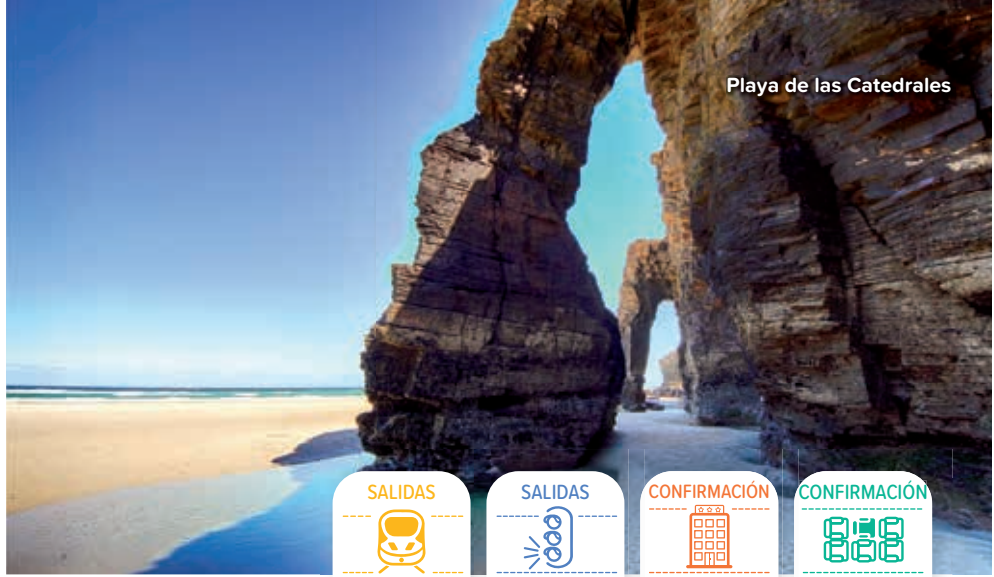 Playa de las Catedrales
SALIDAS
SALIDAS
CONFIRMACIÓN
CONFIRMACIÓN